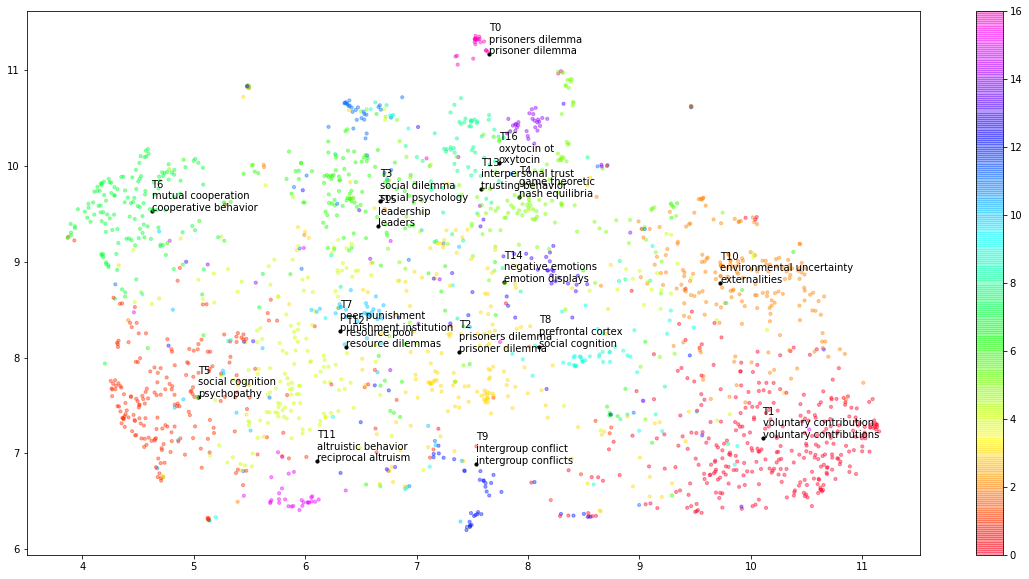 T0
prisoners dilemma
prisoner dilemma
T16
oxytocin ot
oxytocin
T13
interpersonal trust
trusting behavior
T4
game theoretic
nash equilibria
T3
social dilemma
social psychology
T15
leadership
leaders
T6
mutual cooperation
cooperative behavior
T14
negative emotions
emotion displays
T10
environmental uncertainty
externalities
T7
peer punishment
punishment institution
T12
resource poor
resource dilemmas
T2
prisoners dilemma
prisoner dilemma
T8
prefrontal cortex
social cognition
T5
social cognition
psychopathy
T1
voluntary contribution
voluntary contributions
T11
altruistic behavior
reciprocal altruism
T9
intergroup conflict
intergroup conflicts
11
10
9
8
7
6
4
5
6
7
8
9
10
11
16
14
12
10
8
6
4
2
0